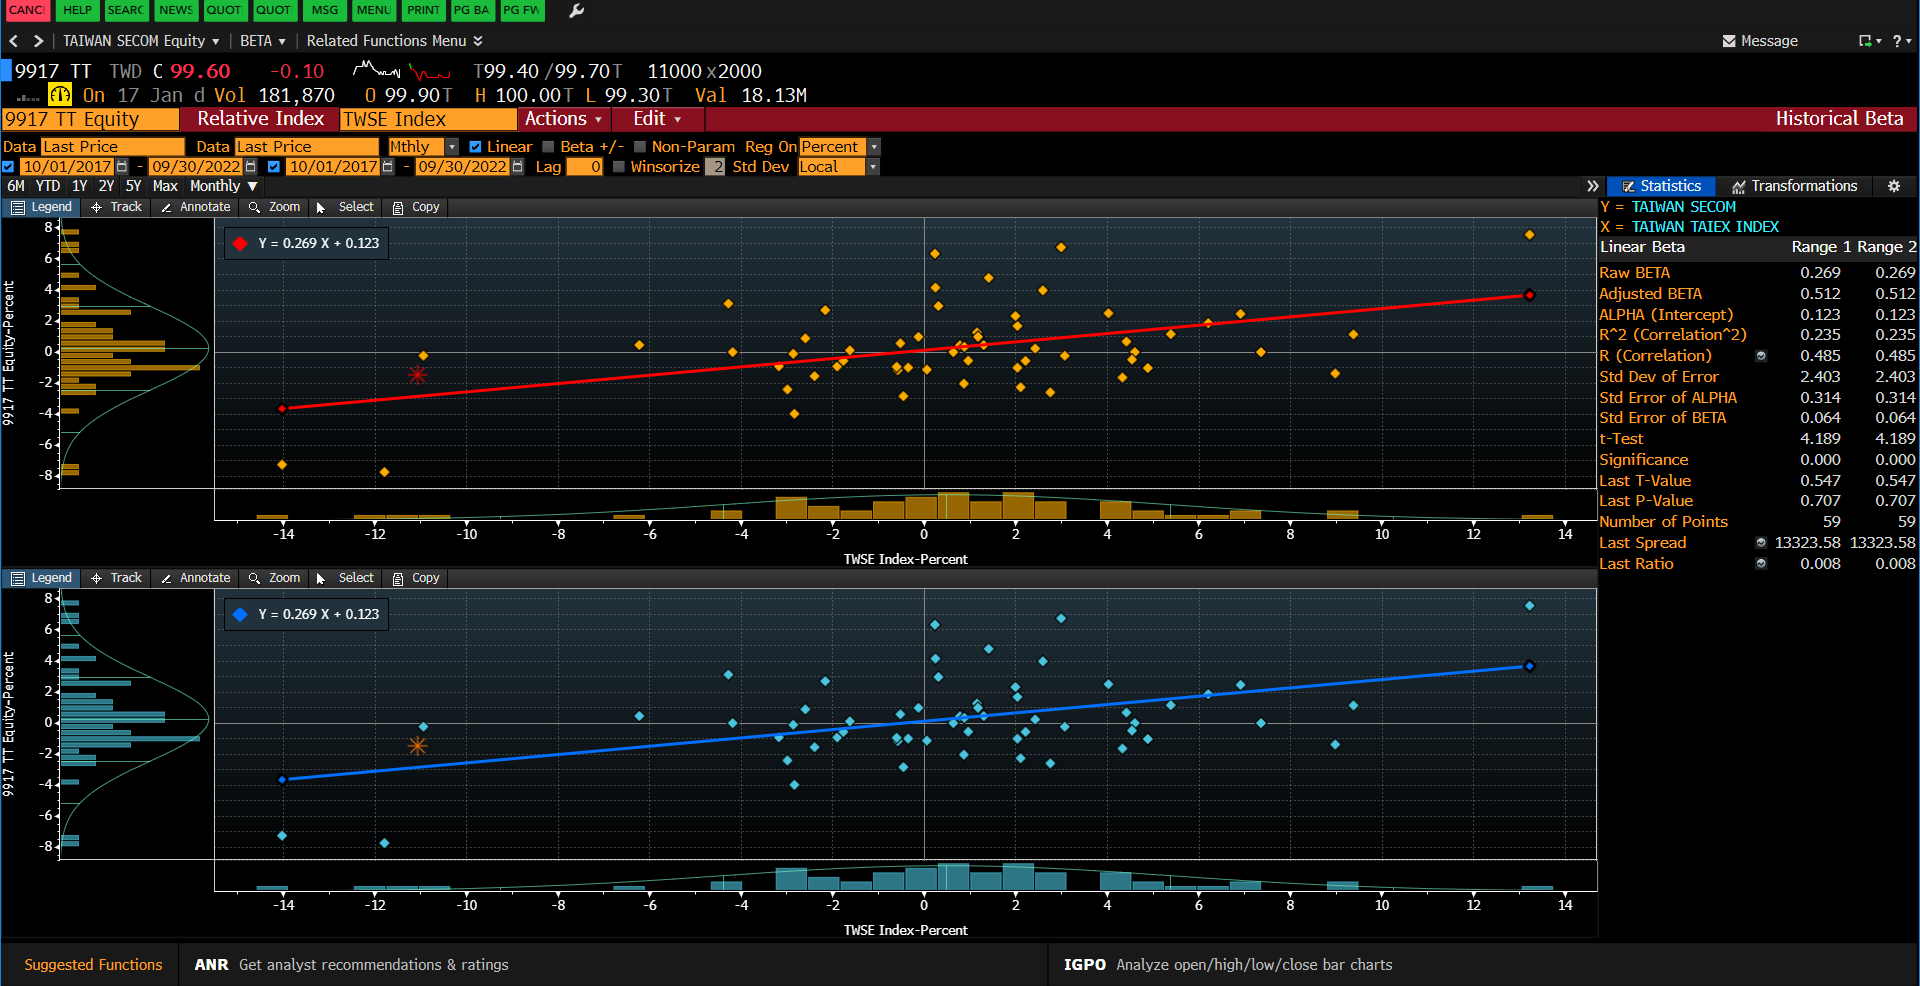 CANC HELP SEARC NEWS QUOT QUOT MSG MENU PRINT PG BA PG FW
TAIWAN SECOM Equity BETA Related Functions Menu Message ?
9917 TT TWD C 99.60 -0.10 T99.40 /99.70T 11000 x2000
On 17 Jan d Vol 181,870 O 99.90T H 100.00T L 99.30T Val 18.13M
9917 TT Equity Relative Index TWSE Index Actions Edit Historical Beta
Data Last Price Data Last Price Mthly Linear Beta +/- Non-Param Reg On Percent
10/01/2017 - 09/30/2022 10/01/2017 - 09/30/2022 Lag 0 Winsorize 2 Std Dev Local
6M YTD 1Y 2Y 5Y Max Monthly ▼ Statistics Transformations
Legend Track Annotate Zoom Select Copy
Y = 0.269 X + 0.123
9917 TT Equity-Percent
8
6
4
2
0
-2
-4
-6
-8
-14 -12 -10 -8 -6 -4 -2 0 2 4 6 8 10 12 14
TWSE Index-Percent
Legend Track Annotate Zoom Select Copy
Y = 0.269 X + 0.123
9917 TT Equity-Percent
8
6
4
2
0
-2
-4
-6
-8
-14 -12 -10 -8 -6 -4 -2 0 2 4 6 8 10 12 14
TWSE Index-Percent
Y = TAIWAN SECOM
X = TAIWAN TAIEX INDEX
Linear Beta Range 1 Range 2
Raw BETA 0.269 0.269
Adjusted BETA 0.512 0.512
ALPHA (Intercept) 0.123 0.123
R^2 (Correlation^2) 0.235 0.235
R (Correlation) 0.485 0.485
Std Dev of Error 2.403 2.403
Std Error of ALPHA 0.314 0.314
Std Error of BETA 0.064 0.064
t-Test 4.189 4.189
Significance 0.000 0.000
Last T-Value 0.547 0.547
Last P-Value 0.707 0.707
Number of Points 59 59
Last Spread 13323.58 13323.58
Last Ratio 0.008 0.008
Suggested Functions ANR Get analyst recommendations & ratings IGPO Analyze open/high/low/close bar charts